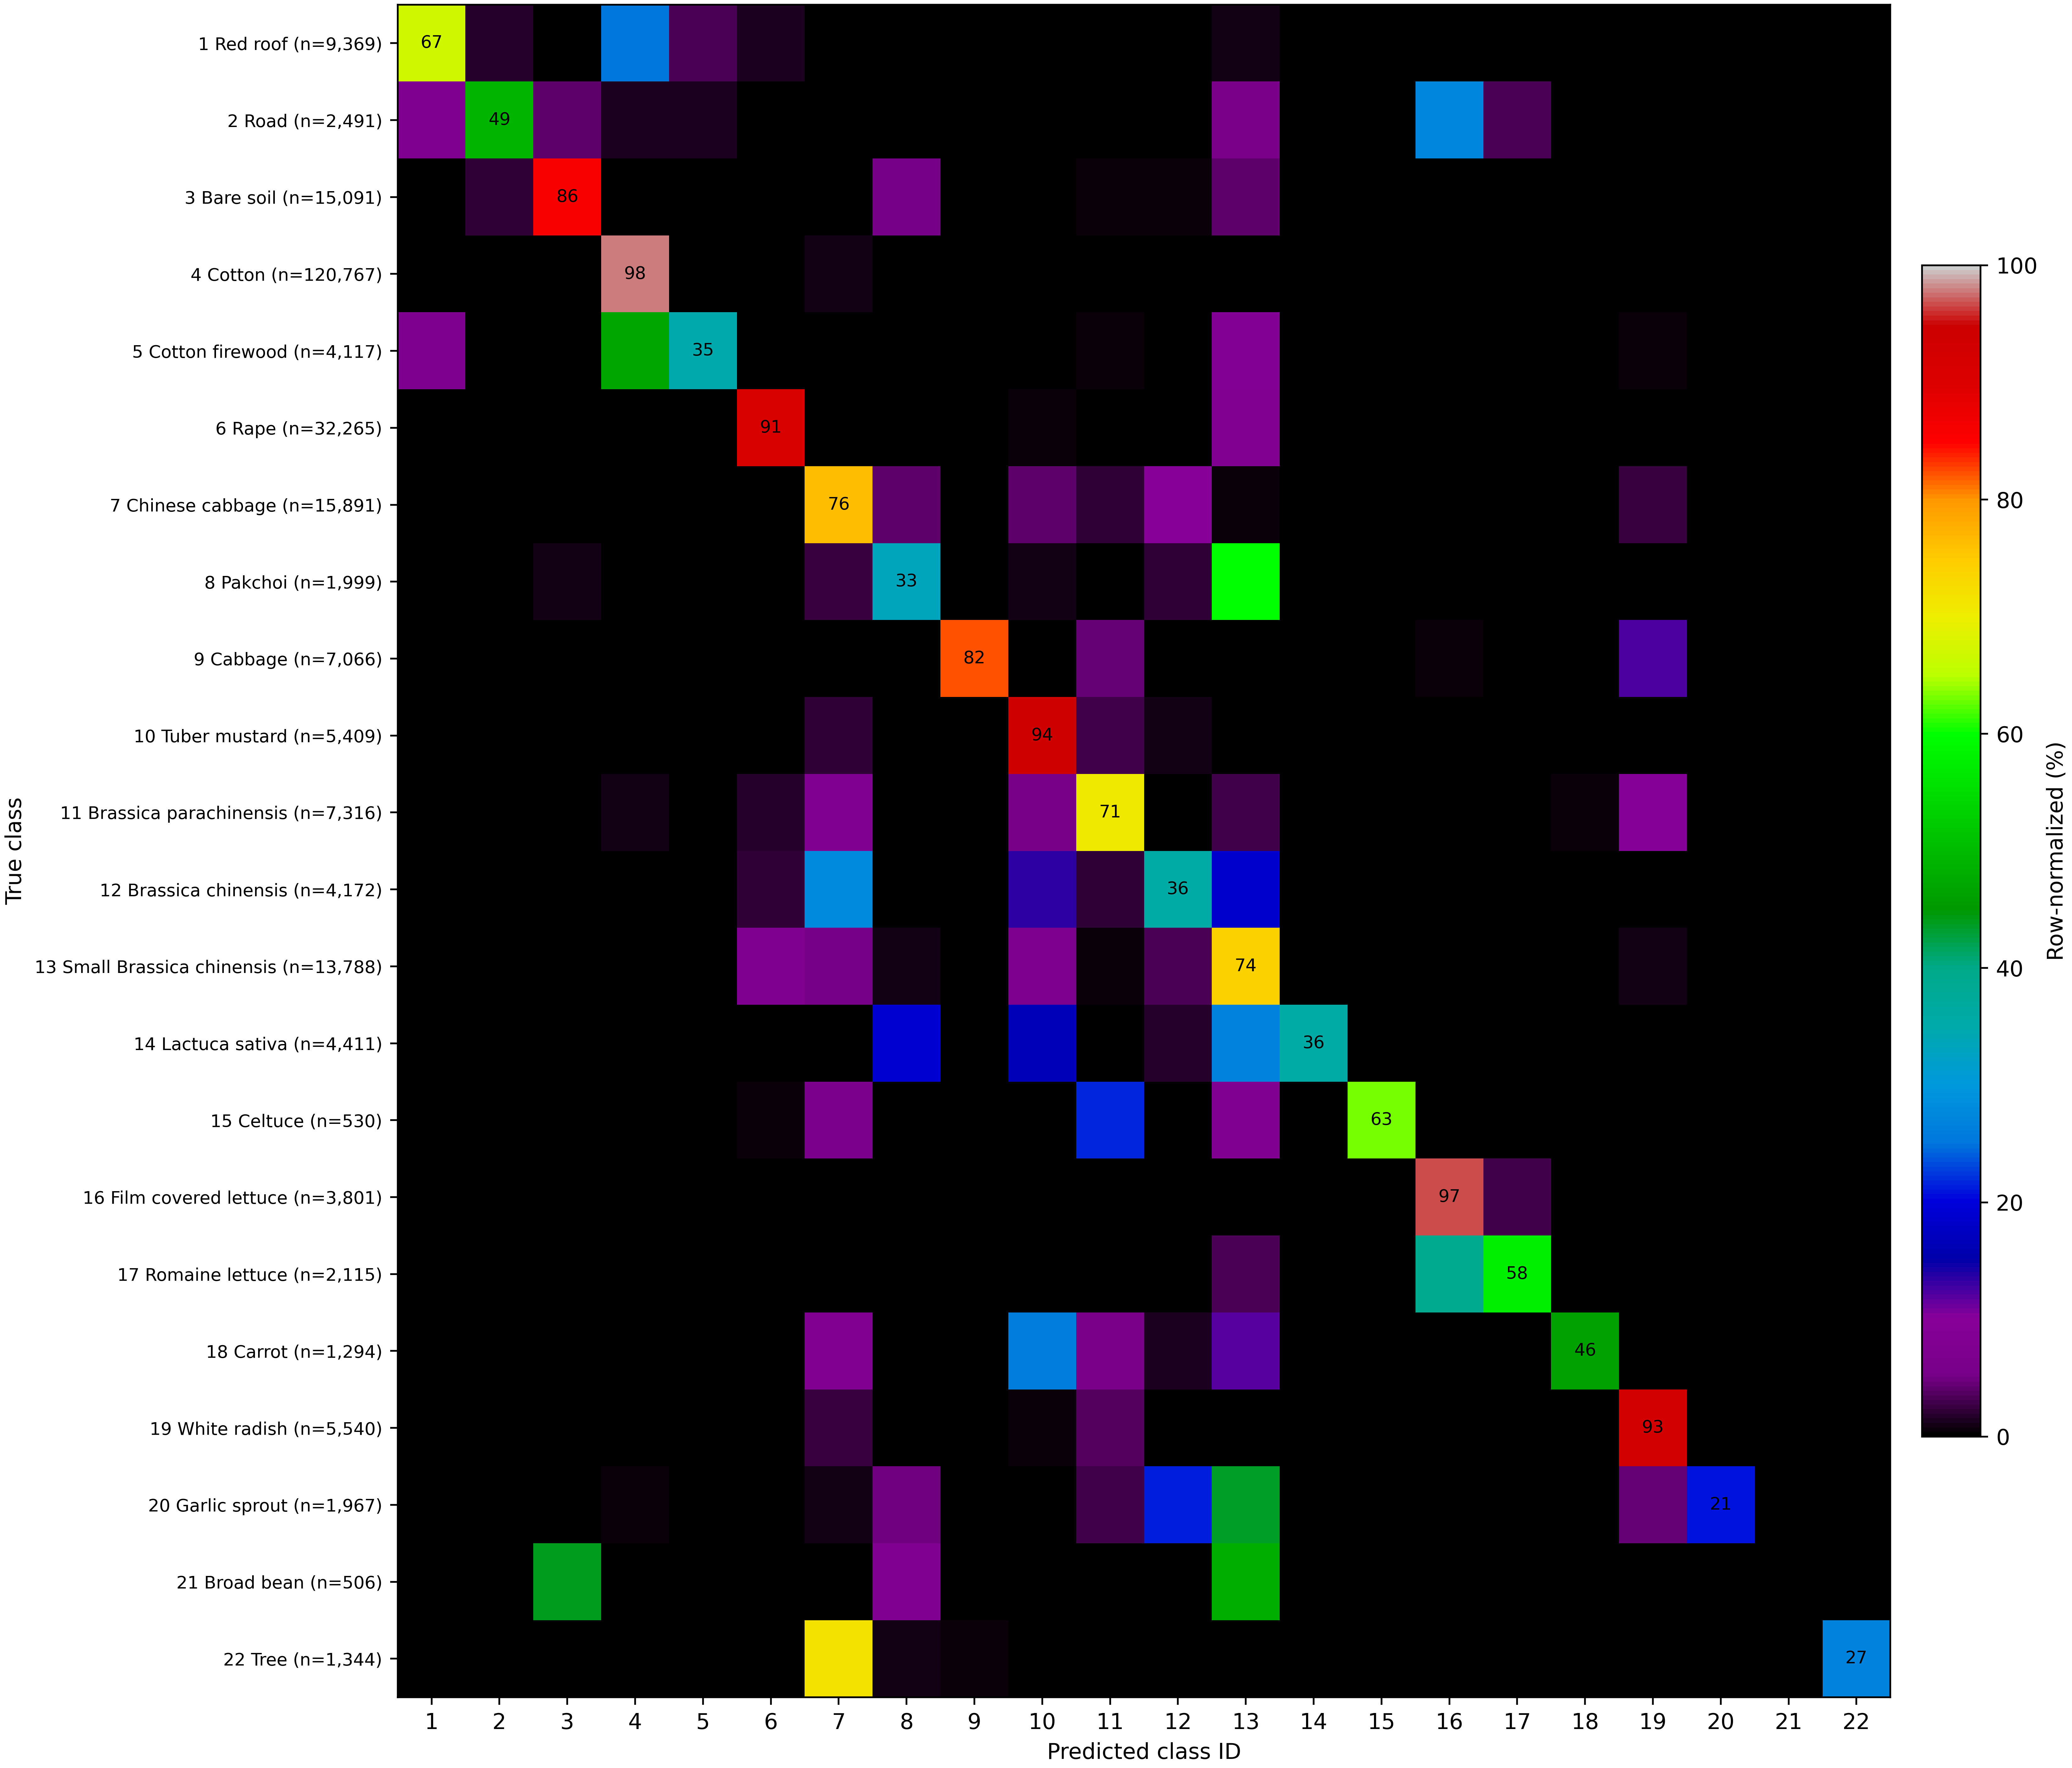 1 Red roof (n=9,369)
67
2 Road (n=2,491)
49
3 Bare soil (n=15,091)
86
4 Cotton (n=120,767)
98
5 Cotton firewood (n=4,117)
35
6 Rape (n=32,265)
91
7 Chinese cabbage (n=15,891)
76
8 Pakchoi (n=1,999)
33
9 Cabbage (n=7,066)
82
10 Tuber mustard (n=5,409)
94
11 Brassica parachinensis (n=7,316)
71
12 Brassica chinensis (n=4,172)
36
13 Small Brassica chinensis (n=13,788)
74
14 Lactuca sativa (n=4,411)
36
15 Celtuce (n=530)
63
16 Film covered lettuce (n=3,801)
97
17 Romaine lettuce (n=2,115)
58
18 Carrot (n=1,294)
46
19 White radish (n=5,540)
93
20 Garlic sprout (n=1,967)
21
21 Broad bean (n=506)
22 Tree (n=1,344)
27
True class
1 2 3 4 5 6 7 8 9 10 11 12 13 14 15 16 17 18 19 20 21 22
Predicted class ID
100
80
60
40
20
0
Row-normalized (%)